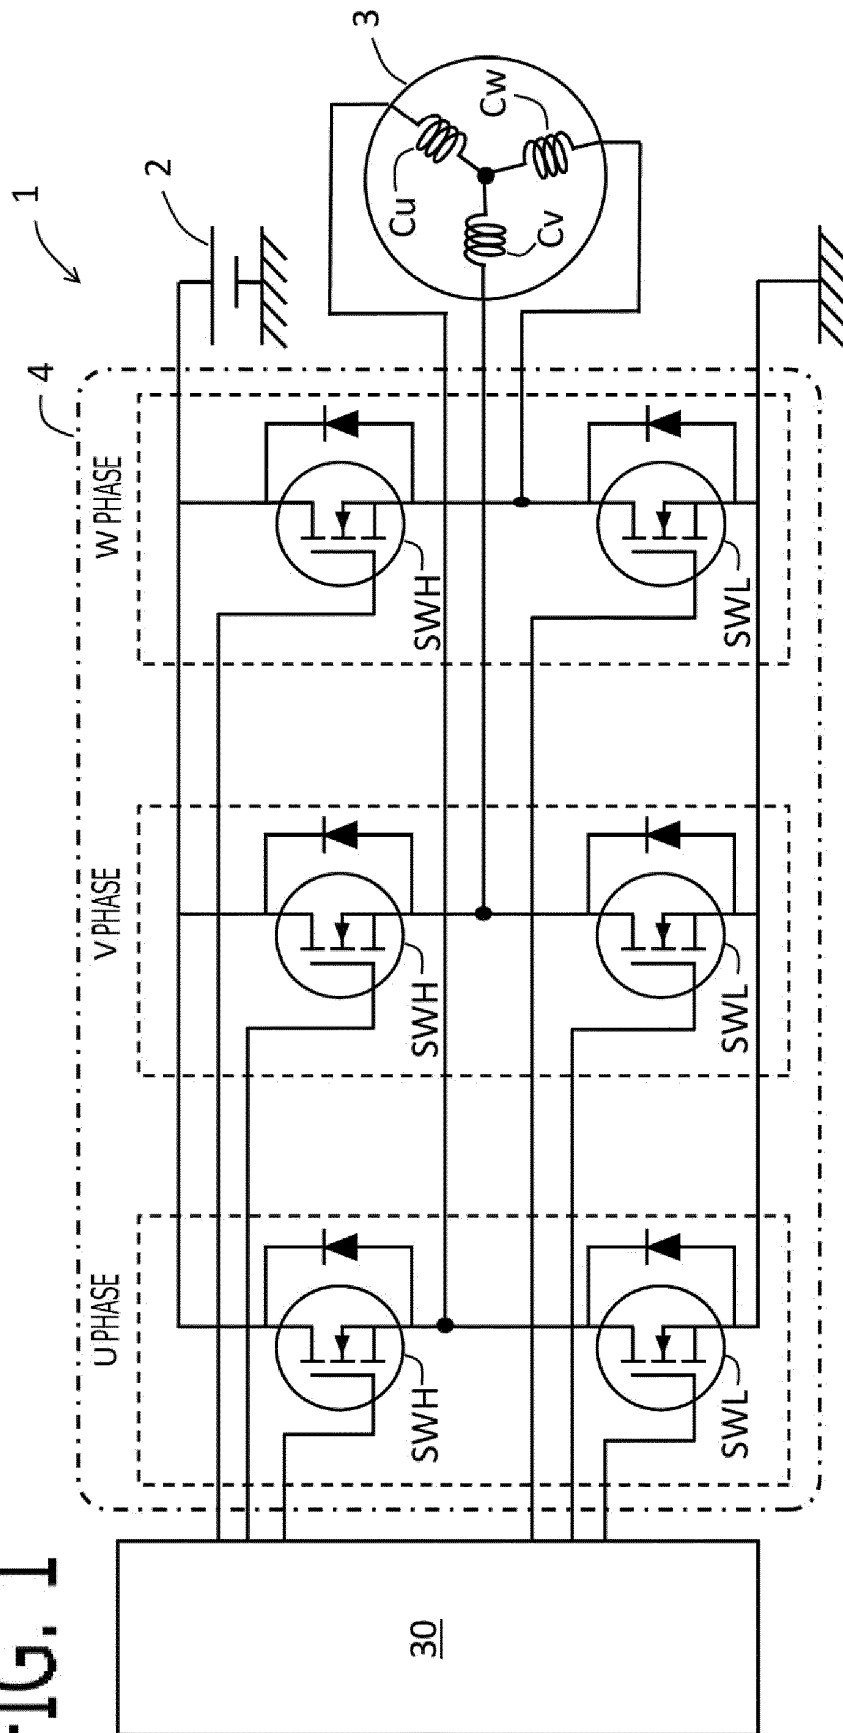 FIG. 1
1
4
2
3
U PHASE
V PHASE
W PHASE
Cu
Cw
Cv
SWH
SWH
SWH
SWL
SWL
SWL
30